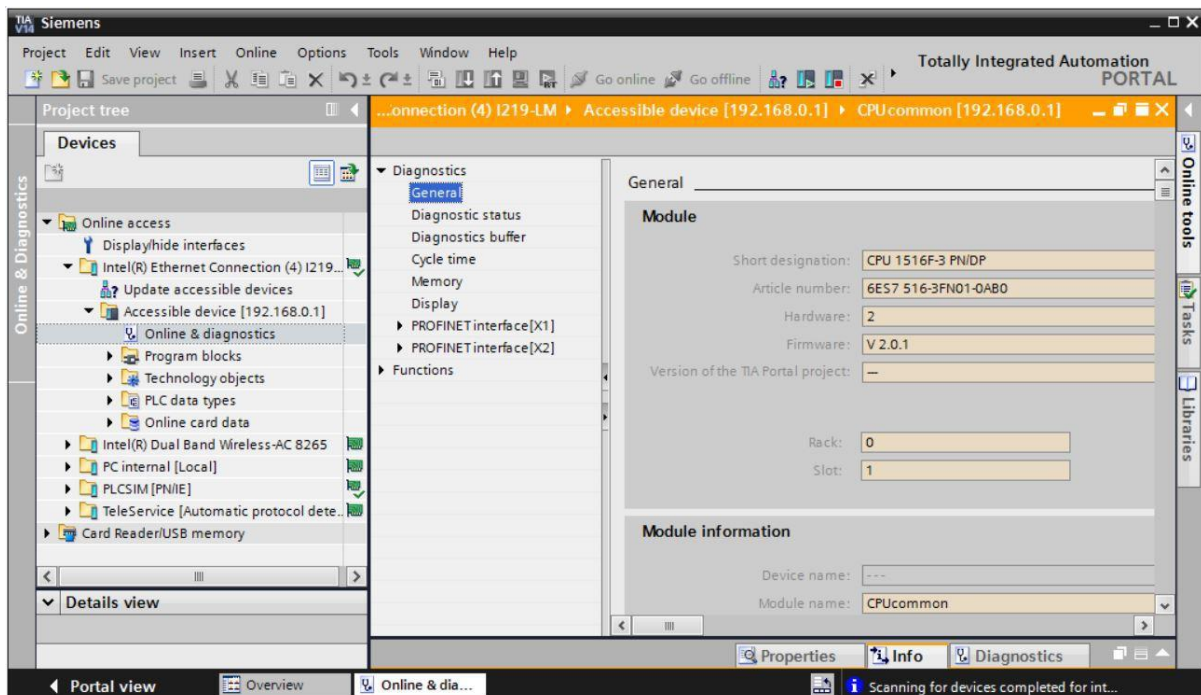 TIA V14 Siemens
Project Edit View Insert Online Options Tools Window Help
Totally Integrated Automation
PORTAL
Save project Go online Go offline
Project tree
...onnection (4) I219-LM Accessible device [192.168.0.1] CPUcommon [192.168.0.1]
Online & Diagnostics
Devices
Online access
Display/hide interfaces
Intel(R) Ethernet Connection (4) I219...
Update accessible devices
Accessible device [192.168.0.1]
Online & diagnostics
Program blocks
Technology objects
PLC data types
Online card data
Intel(R) Dual Band Wireless-AC 8265
PC internal [Local]
PLCSIM [PN/IE]
TeleService [Automatic protocol dete..
Card Reader/USB memory
Details view
Diagnostics
General
Diagnostic status
Diagnostics buffer
Cycle time
Memory
Display
PROFINET interface[X1]
PROFINET interface[X2]
Functions
General
Module
Short designation: CPU 1516F-3 PN/DP
Article number: 6ES7 516-3FN01-0AB0
Hardware: 2
Firmware: V 2.0.1
Version of the TIA Portal project: —
Rack: 0
Slot: 1
Module information
Device name: ---
Module name: CPUcommon
Online tools
Tasks
Libraries
Properties Info Diagnostics
Portal view Overview Online & dia... Scanning for devices completed for int...